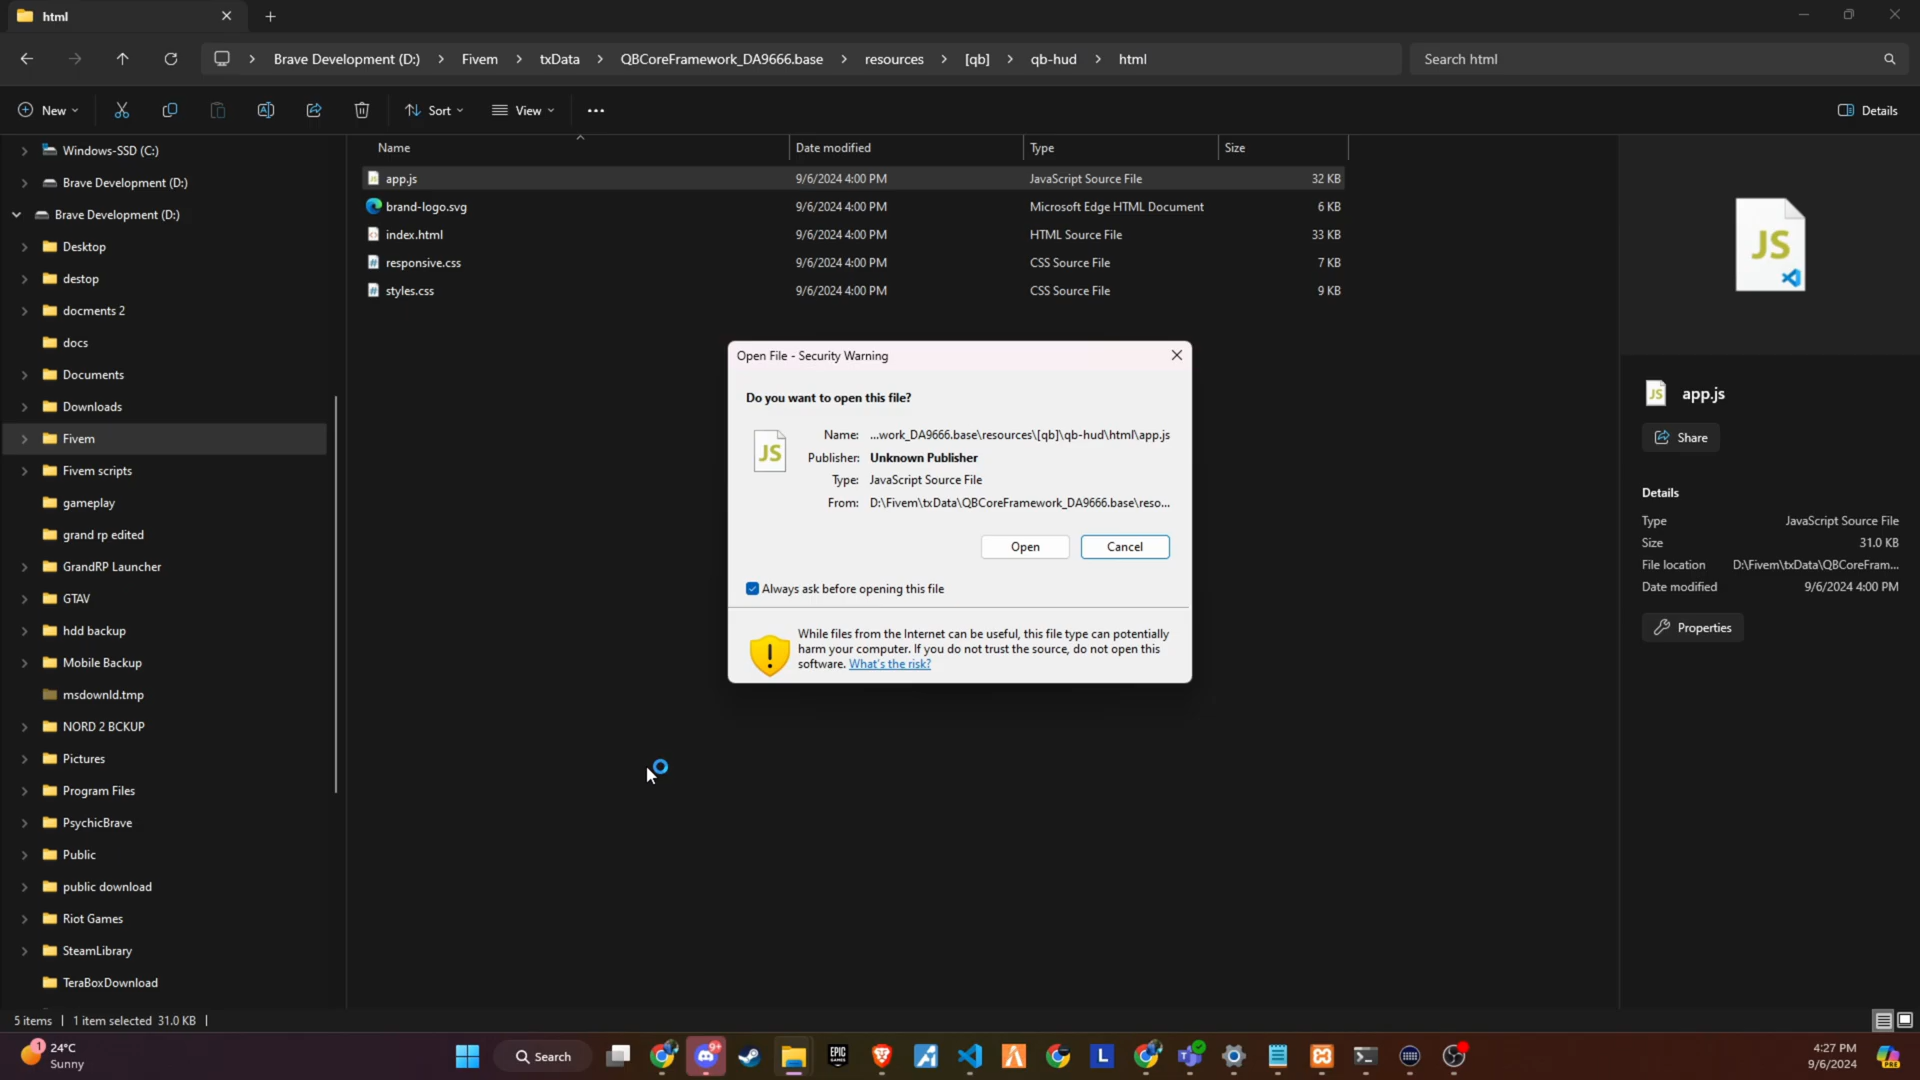 html
Brave Development (D:) > Fivem > txData > QBCoreFramework_DA9666.base > resources > [qb] > qb-hud > html
Search html
New
Sort
View
Details
Windows-SSD (C:)
Brave Development (D:)
Brave Development (D:)
Desktop
destop
docments 2
docs
Documents
Downloads
Fivem
Fivem scripts
gameplay
grand rp edited
GrandRP Launcher
GTAV
hdd backup
Mobile Backup
msdownld.tmp
NORD 2 BCKUP
Pictures
Program Files
PsychicBrave
Public
public download
Riot Games
SteamLibrary
TeraBoxDownload
Name Date modified Type Size
app.js 9/6/2024 4:00 PM JavaScript Source File 32 KB
brand-logo.svg 9/6/2024 4:00 PM Microsoft Edge HTML Document 6 KB
index.html 9/6/2024 4:00 PM HTML Source File 33 KB
responsive.css 9/6/2024 4:00 PM CSS Source File 7 KB
styles.css 9/6/2024 4:00 PM CSS Source File 9 KB
Open File - Security Warning
Do you want to open this file?
JS
Name: ...work_DA9666.base\resources\[qb]\qb-hud\html\app.js
Publisher: Unknown Publisher
Type: JavaScript Source File
From: D:\Fivem\txData\QBCoreFramework_DA9666.base\reso...
Open
Cancel
Always ask before opening this file
While files from the Internet can be useful, this file type can potentially
harm your computer. If you do not trust the source, do not open this
software. What's the risk?
JS
JS
app.js
Share
Details
Type JavaScript Source File
Size 31.0 KB
File location D:\Fivem\txData\QBCoreFram...
Date modified 9/6/2024 4:00 PM
Properties
5 items | 1 item selected 31.0 KB |
1
24°C
Sunny
Search
9+
EPIC
GAMES
L
4:27 PM
9/6/2024
PRE